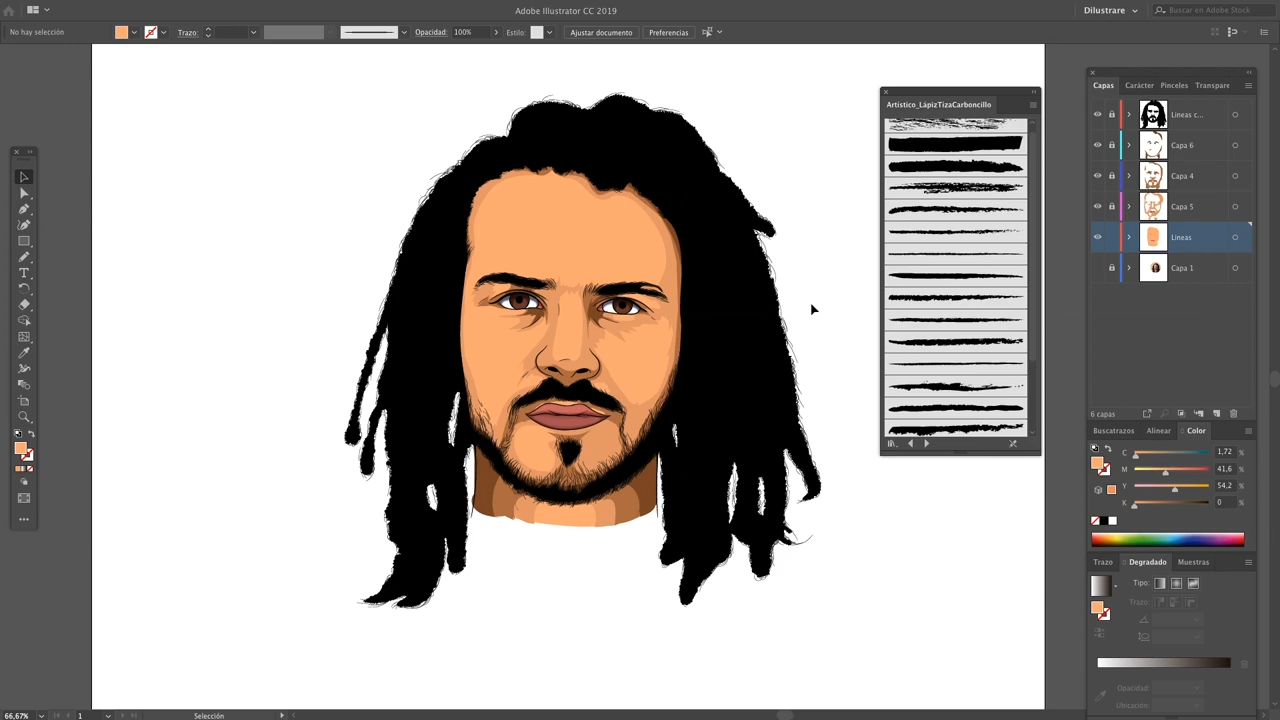 Adobe Illustrator CC 2019
Dilustrare
Buscar en Adobe Stock
No hay selección
Trazo:
Opacidad: 100%
Estilo:
Ajustar documento
Preferencias
Artistico_LápizTizaCarboncillo
Capas Carácter Pinceles Transpare
Lineas c...
Capa 6
Capa 4
Capa 5
Lineas
Capa 1
6 capas
Buscatrazos Alinear Color
C 1,72 %
M 41,6 %
Y 54,2 %
K 0 %
Trazo Degradado Muestras
Tipo:
Trazo:
Opacidad:
Ubicación:
66,67% 1 Selección